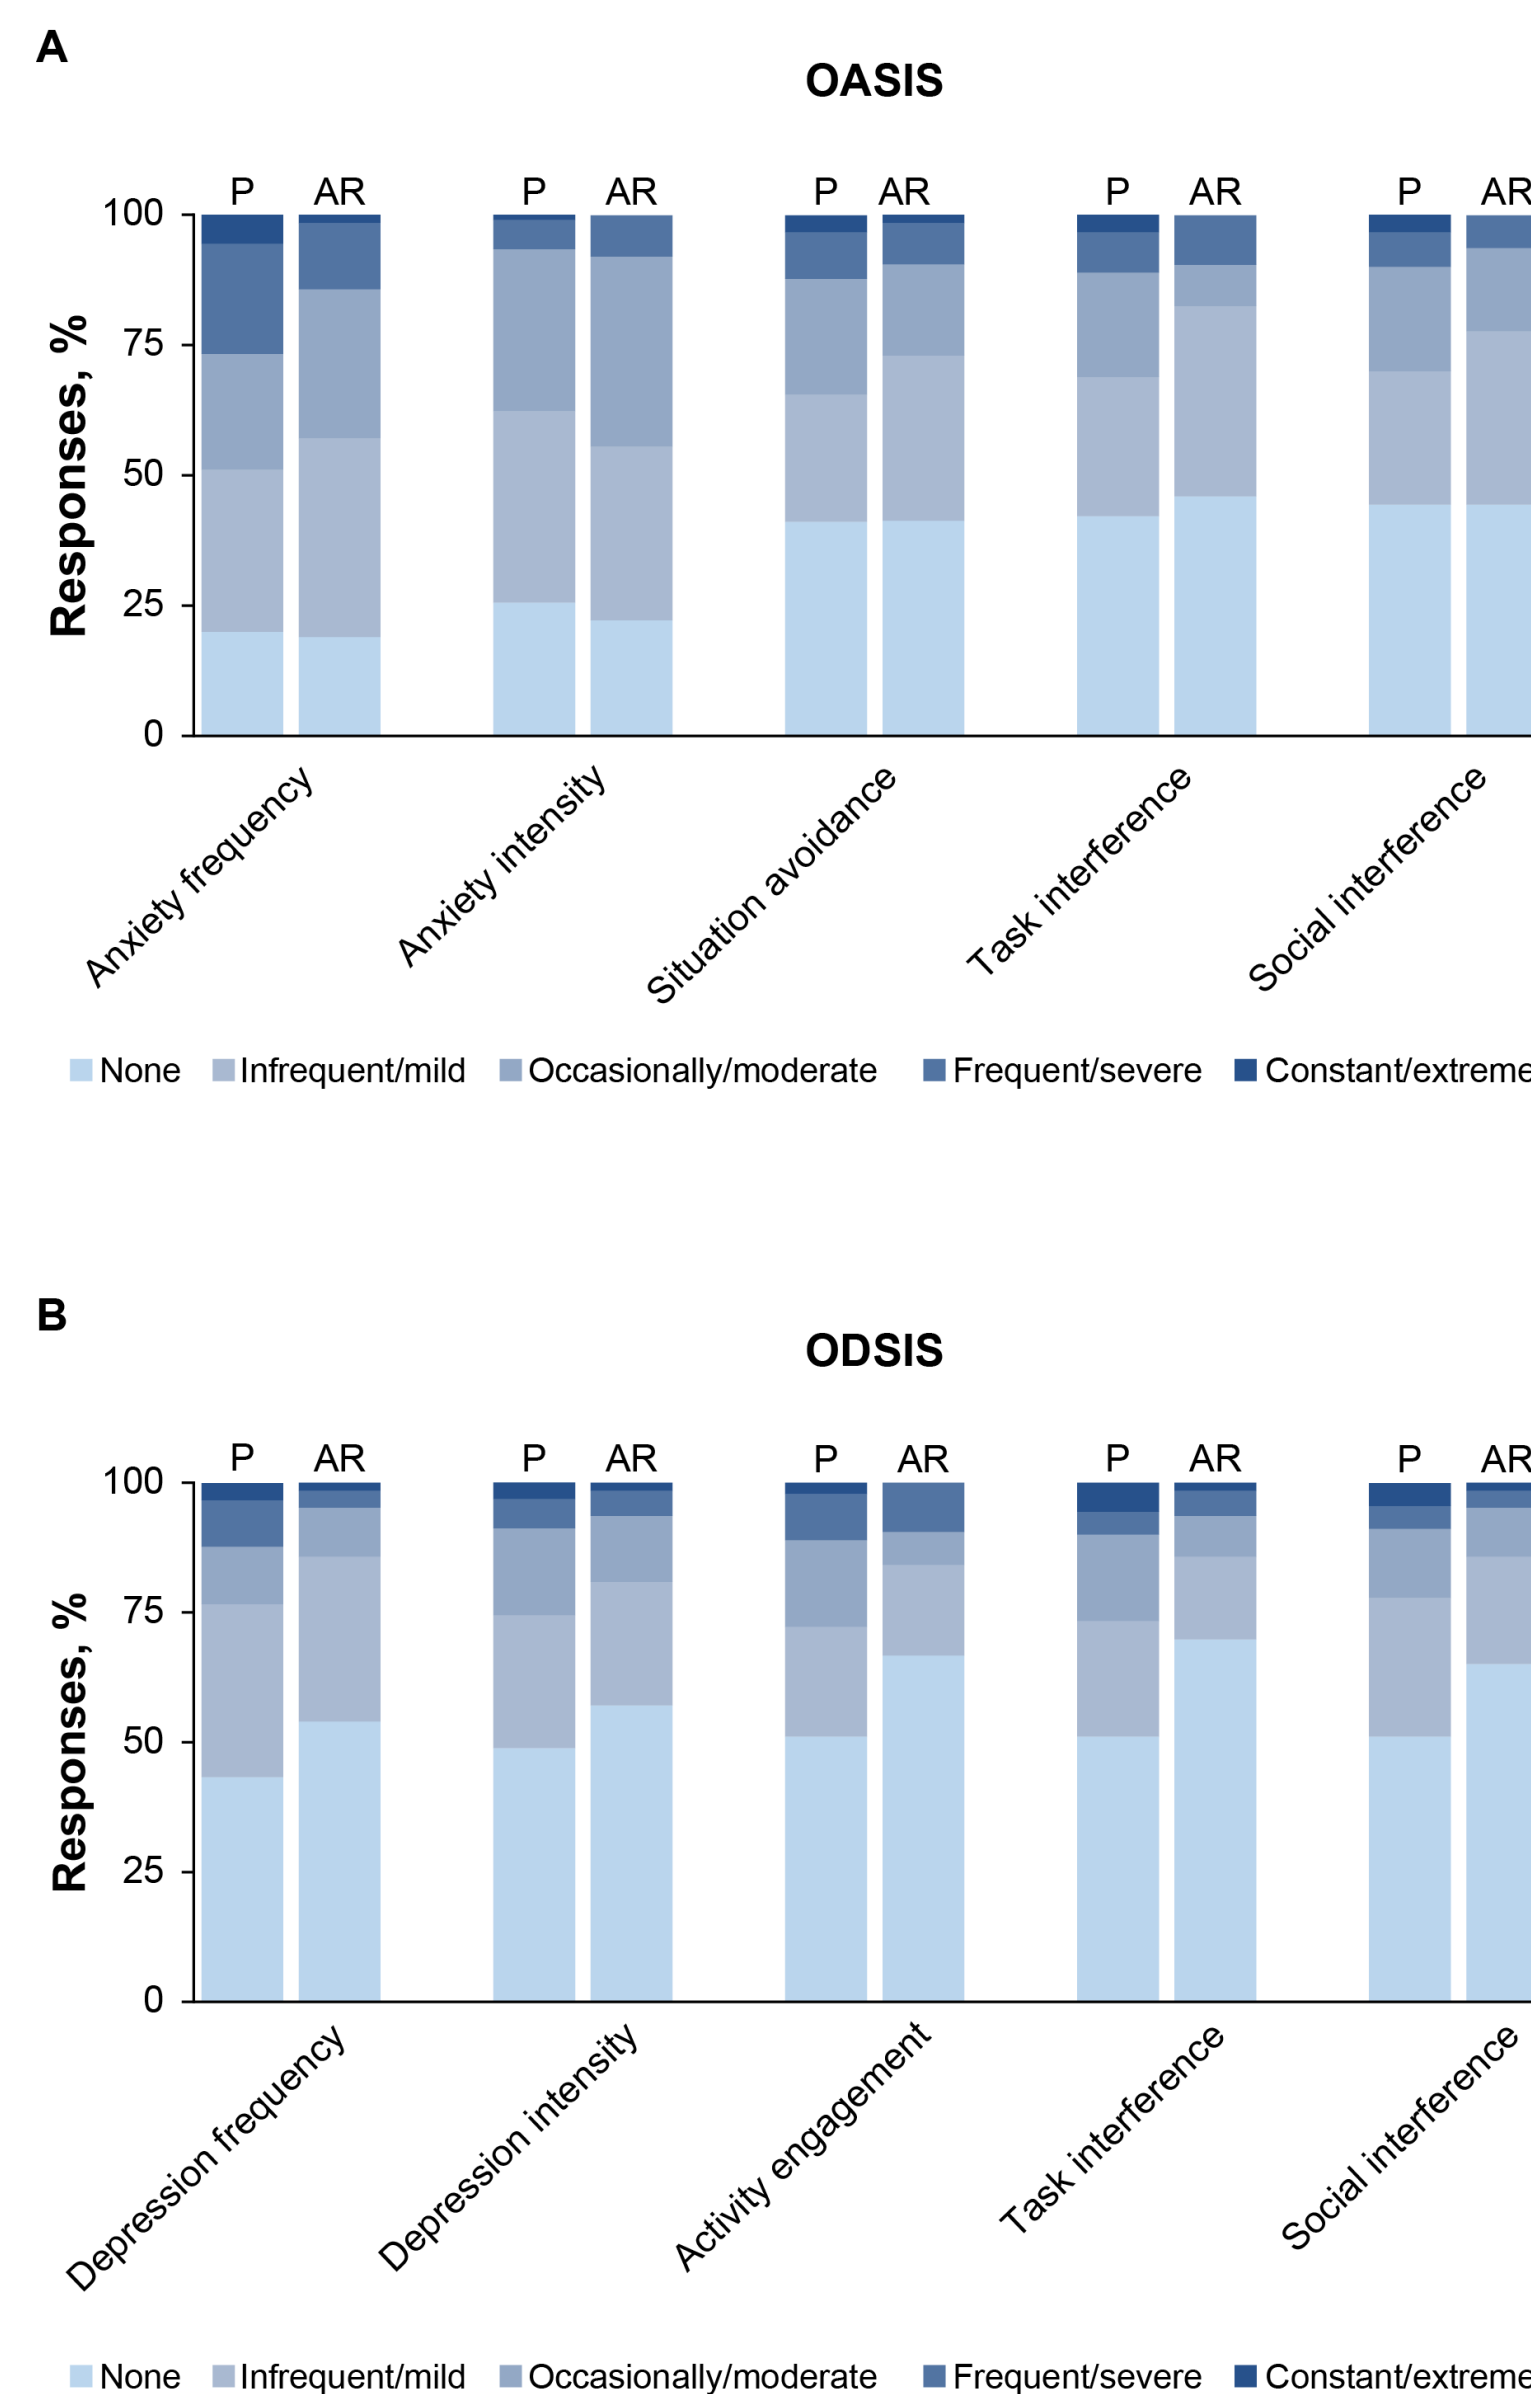 A
OASIS
P AR P AR P AR P AR P AR
Responses, %
100
75
50
25
0
Anxiety frequency
Anxiety intensity
Situation avoidance
Task interference
Social interference
None Infrequent/mild Occasionally/moderate Frequent/severe Constant/extreme
B
ODSIS
P AR P AR P AR P AR P AR
Responses, %
100
75
50
25
0
Depression frequency
Depression intensity
Activity engagement
Task interference
Social interference
None Infrequent/mild Occasionally/moderate Frequent/severe Constant/extreme